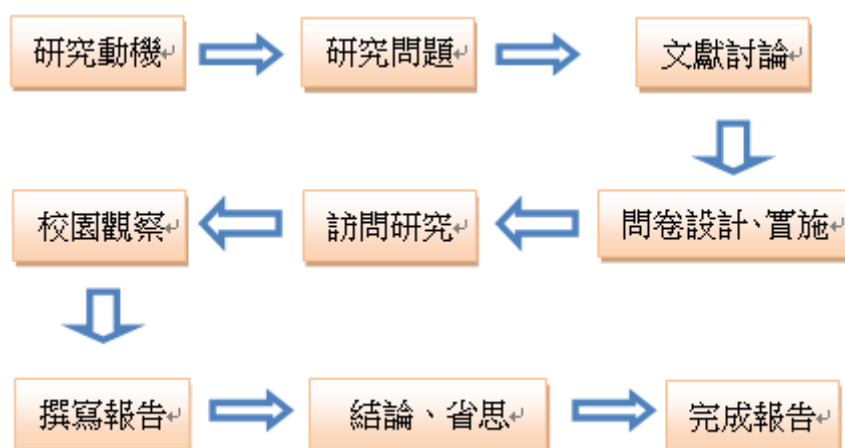 研究動機
研究問題
文獻討論
問卷設計、實施
訪問研究
校園觀察
撰寫報告
結論、省思
完成報告